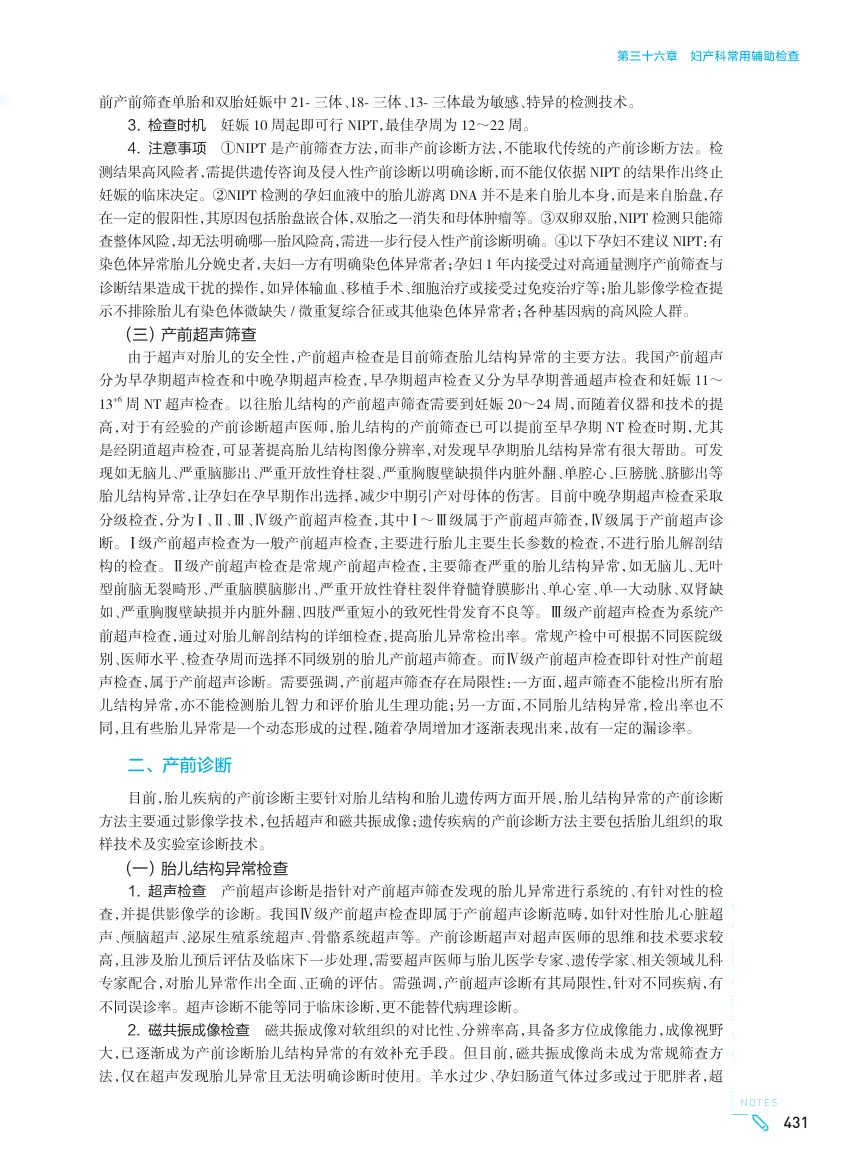 第三十六章 妇产科常用辅助检查
前产前筛查单胎和双胎妊娠中 21- 三体、18- 三体、13- 三体最为敏感、特异的检测技术。
3. 检查时机 妊娠 10 周起即可行 NIPT,最佳孕周为 12～22 周。
4. 注意事项 ①NIPT 是产前筛查方法,而非产前诊断方法,不能取代传统的产前诊断方法。检
测结果高风险者,需提供遗传咨询及侵入性产前诊断以明确诊断,而不能仅依据 NIPT 的结果作出终止
妊娠的临床决定。②NIPT 检测的孕妇血液中的胎儿游离 DNA 并不是来自胎儿本身,而是来自胎盘,存
在一定的假阳性,其原因包括胎盘嵌合体,双胎之一消失和母体肿瘤等。③双卵双胎,NIPT 检测只能筛
查整体风险,却无法明确哪一胎风险高,需进一步行侵入性产前诊断明确。④以下孕妇不建议 NIPT:有
染色体异常胎儿分娩史者,夫妇一方有明确染色体异常者;孕妇 1 年内接受过对高通量测序产前筛查与
诊断结果造成干扰的操作,如异体输血、移植手术、细胞治疗或接受过免疫治疗等;胎儿影像学检查提
示不排除胎儿有染色体微缺失 / 微重复综合征或其他染色体异常者;各种基因病的高风险人群。
(三) 产前超声筛查
由于超声对胎儿的安全性,产前超声检查是目前筛查胎儿结构异常的主要方法。我国产前超声
分为早孕期超声检查和中晚孕期超声检查,早孕期超声检查又分为早孕期普通超声检查和妊娠 11～
13⁺⁶ 周 NT 超声检查。以往胎儿结构的产前超声筛查需要到妊娠 20～24 周,而随着仪器和技术的提
高,对于有经验的产前诊断超声医师,胎儿结构的产前筛查已可以提前至早孕期 NT 检查时期,尤其
是经阴道超声检查,可显著提高胎儿结构图像分辨率,对发现早孕期胎儿结构异常有很大帮助。可发
现如无脑儿、严重脑膨出、严重开放性脊柱裂、严重胸腹壁缺损伴内脏外翻、单腔心、巨膀胱、脐膨出等
胎儿结构异常,让孕妇在孕早期作出选择,减少中期引产对母体的伤害。目前中晚孕期超声检查采取
分级检查,分为Ⅰ、Ⅱ、Ⅲ、Ⅳ级产前超声检查,其中Ⅰ～Ⅲ级属于产前超声筛查,Ⅳ级属于产前超声诊
断。Ⅰ级产前超声检查为一般产前超声检查,主要进行胎儿主要生长参数的检查,不进行胎儿解剖结
构的检查。Ⅱ级产前超声检查是常规产前超声检查,主要筛查严重的胎儿结构异常,如无脑儿、无叶
型前脑无裂畸形、严重脑膜脑膨出、严重开放性脊柱裂伴脊髓脊膜膨出、单心室、单一大动脉、双肾缺
如、严重胸腹壁缺损并内脏外翻、四肢严重短小的致死性骨发育不良等。Ⅲ级产前超声检查为系统产
前超声检查,通过对胎儿解剖结构的详细检查,提高胎儿异常检出率。常规产检中可根据不同医院级
别、医师水平、检查孕周而选择不同级别的胎儿产前超声筛查。而Ⅳ级产前超声检查即针对性产前超
声检查,属于产前超声诊断。需要强调,产前超声筛查存在局限性:一方面,超声筛查不能检出所有胎
儿结构异常,亦不能检测胎儿智力和评价胎儿生理功能;另一方面,不同胎儿结构异常,检出率也不
同,且有些胎儿异常是一个动态形成的过程,随着孕周增加才逐渐表现出来,故有一定的漏诊率。
二、产前诊断
目前,胎儿疾病的产前诊断主要针对胎儿结构和胎儿遗传两方面开展,胎儿结构异常的产前诊断
方法主要通过影像学技术,包括超声和磁共振成像;遗传疾病的产前诊断方法主要包括胎儿组织的取
样技术及实验室诊断技术。
(一) 胎儿结构异常检查
1. 超声检查 产前超声诊断是指针对产前超声筛查发现的胎儿异常进行系统的、有针对性的检
查,并提供影像学的诊断。我国Ⅳ级产前超声检查即属于产前超声诊断范畴,如针对性胎儿心脏超
声、颅脑超声、泌尿生殖系统超声、骨骼系统超声等。产前诊断超声对超声医师的思维和技术要求较
高,且涉及胎儿预后评估及临床下一步处理,需要超声医师与胎儿医学专家、遗传学家、相关领域儿科
专家配合,对胎儿异常作出全面、正确的评估。需强调,产前超声诊断有其局限性,针对不同疾病,有
不同误诊率。超声诊断不能等同于临床诊断,更不能替代病理诊断。
2. 磁共振成像检查 磁共振成像对软组织的对比性、分辨率高,具备多方位成像能力,成像视野
大,已逐渐成为产前诊断胎儿结构异常的有效补充手段。但目前,磁共振成像尚未成为常规筛查方
法,仅在超声发现胎儿异常且无法明确诊断时使用。羊水过少、孕妇肠道气体过多或过于肥胖者,超
NOTES
431